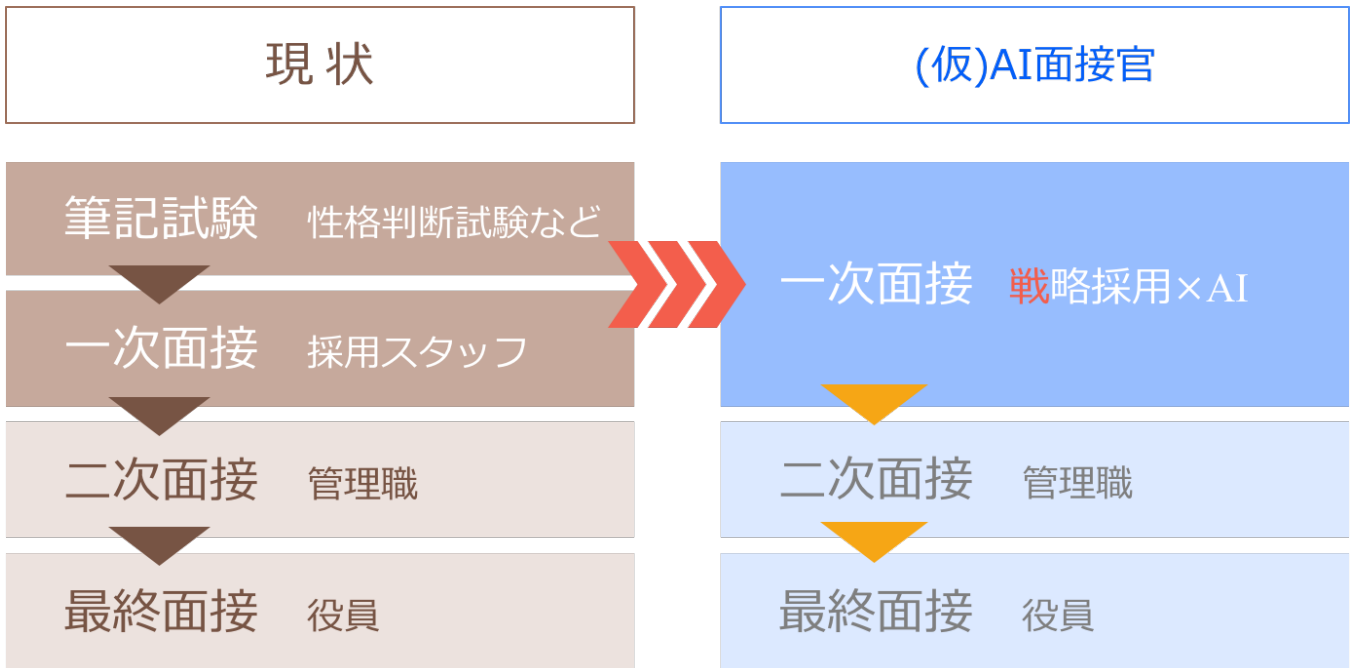 現状
筆記試験 性格判断試験など
一次面接 採用スタッフ
二次面接 管理職
最終面接 役員
(仮)AI面接官
一次面接 戦略採用×AI
二次面接 管理職
最終面接 役員